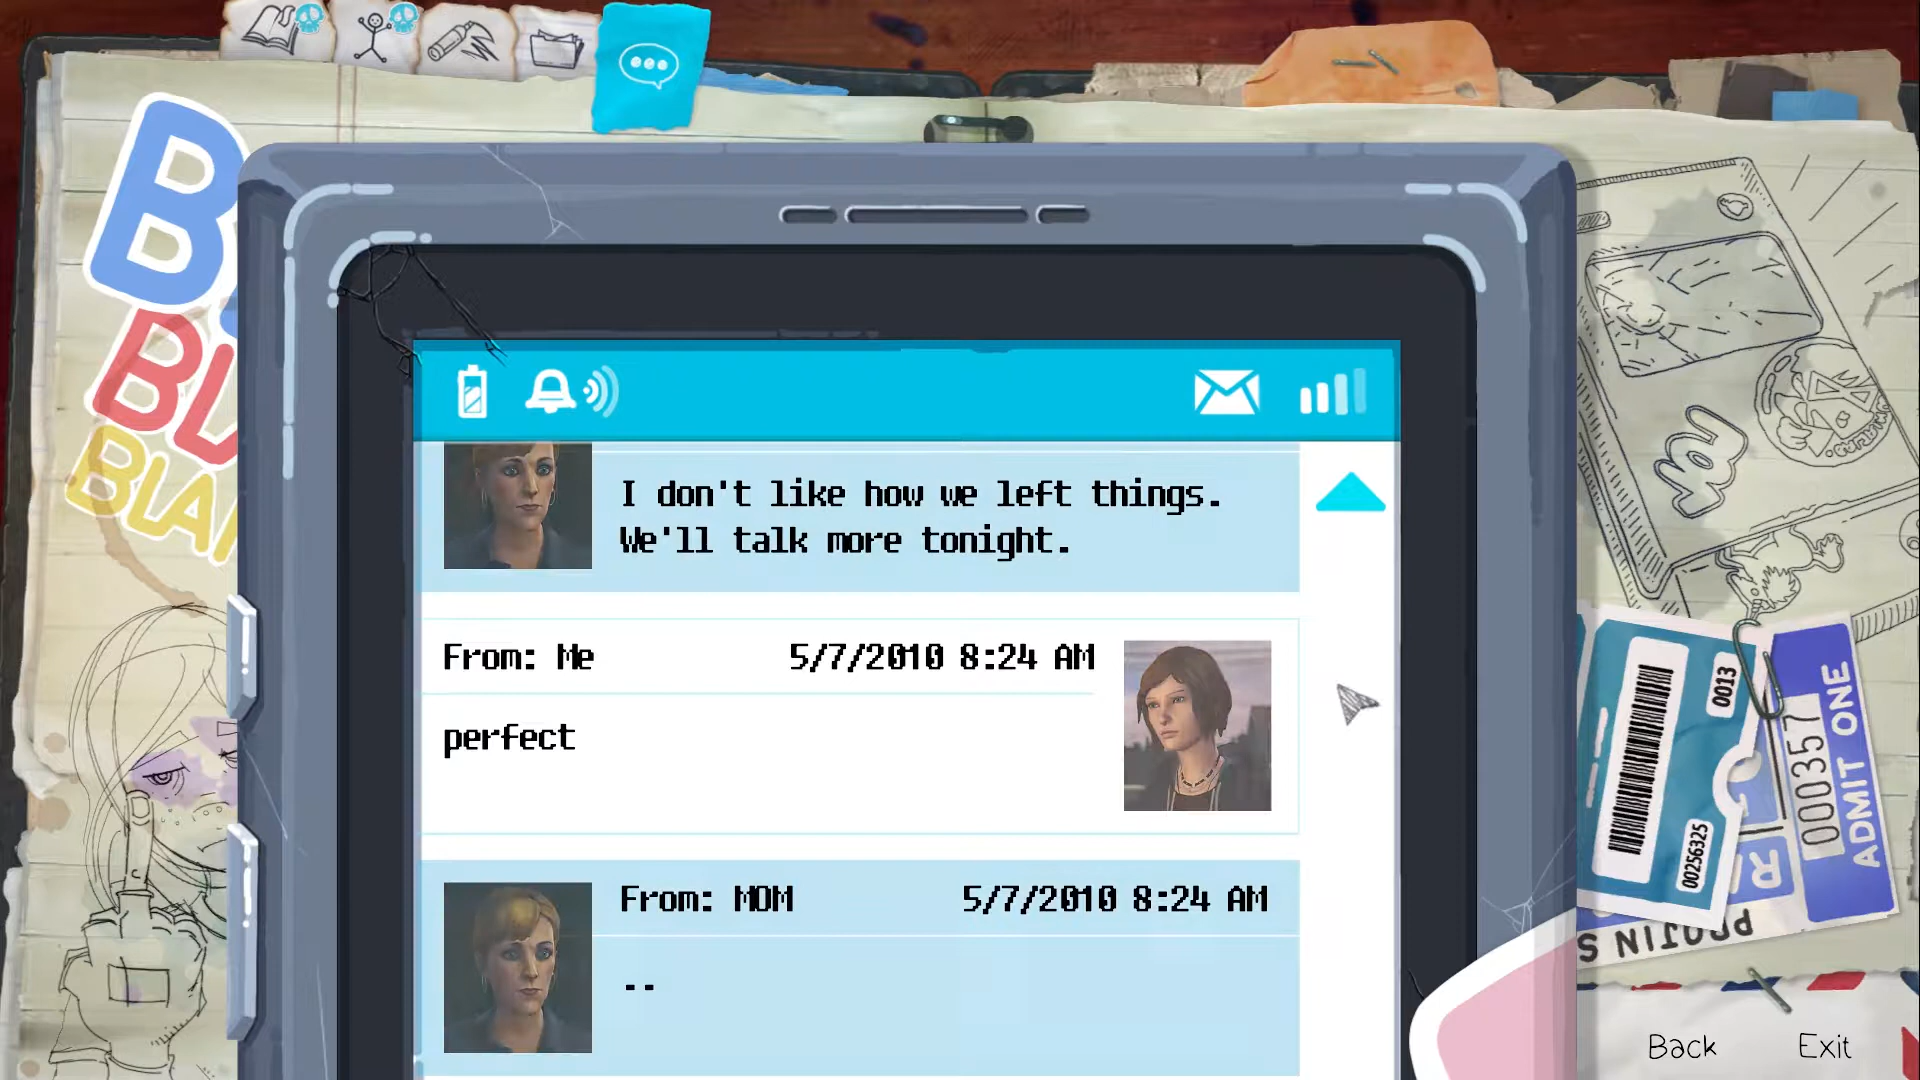 I don't like how we left things.
We'll talk more tonight.
From: Me 5/7/2010 8:24 AM
perfect
From: MOM 5/7/2010 8:24 AM
--
0013
00256325
000357
ADMIT ONE
Back Exit